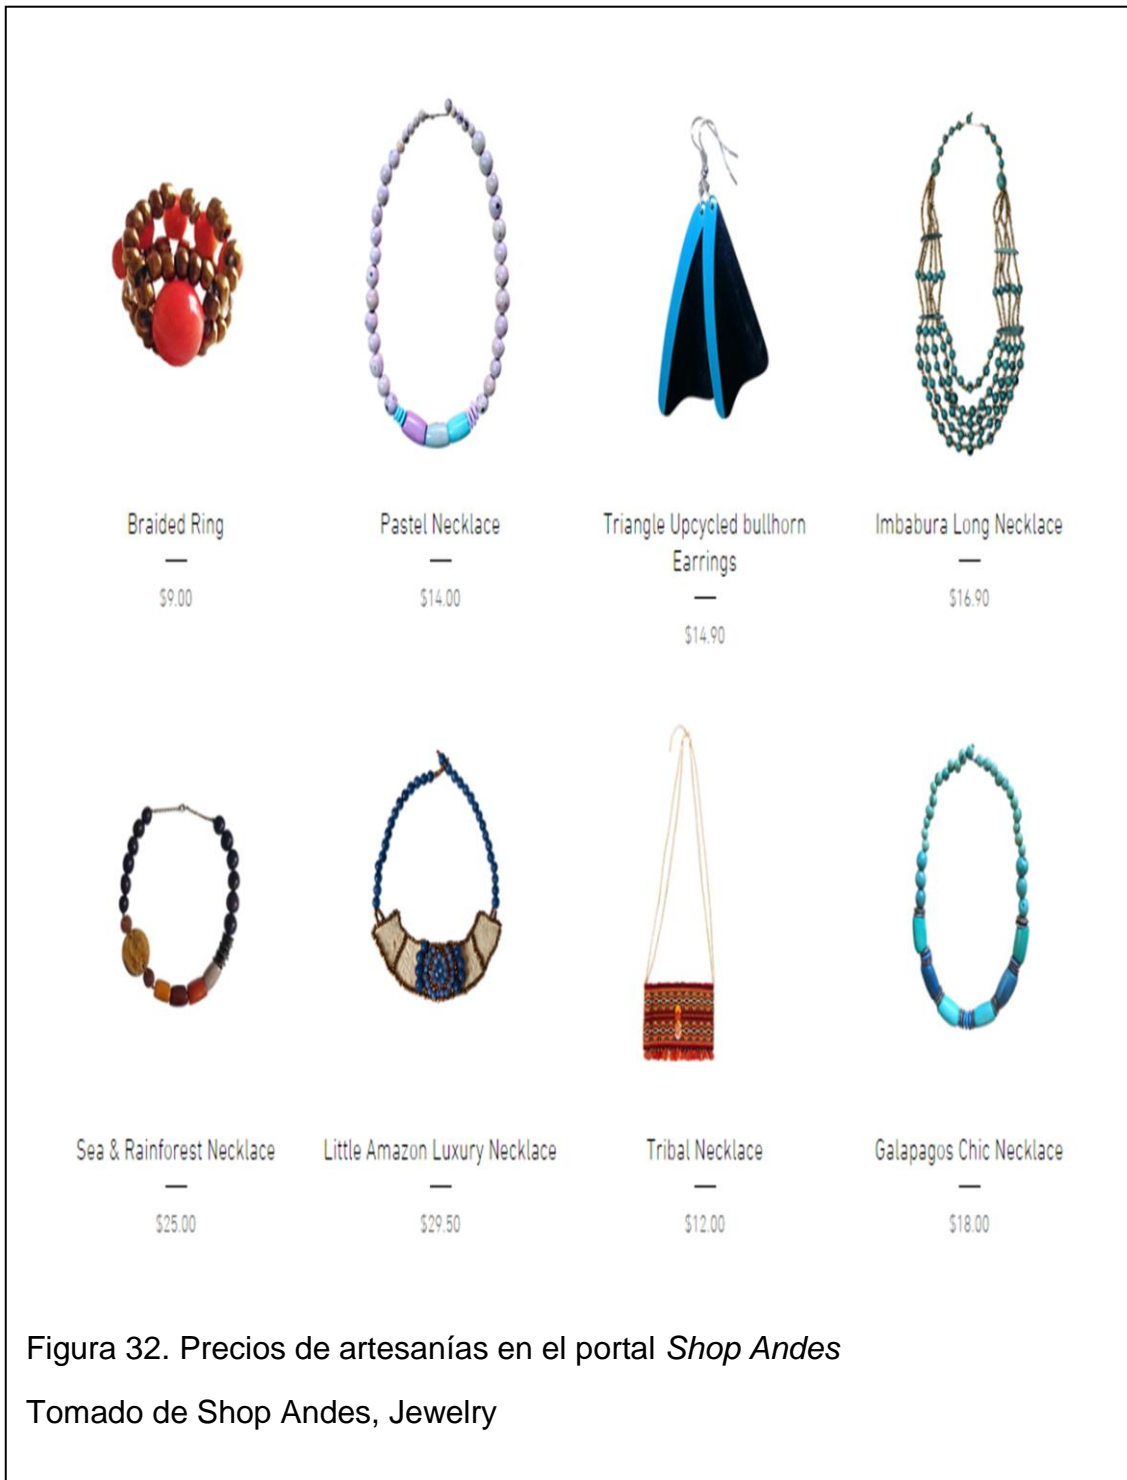 Braided Ring
$9.00
Pastel Necklace
$14.00
Triangle Upcycled bullhorn
Earrings
$14.90
Imbabura Long Necklace
$16.90
Sea & Rainforest Necklace
$25.00
Little Amazon Luxury Necklace
$29.50
Tribal Necklace
$12.00
Galapagos Chic Necklace
$18.00
Figura 32. Precios de artesanías en el portal Shop Andes
Tomado de Shop Andes, Jewelry